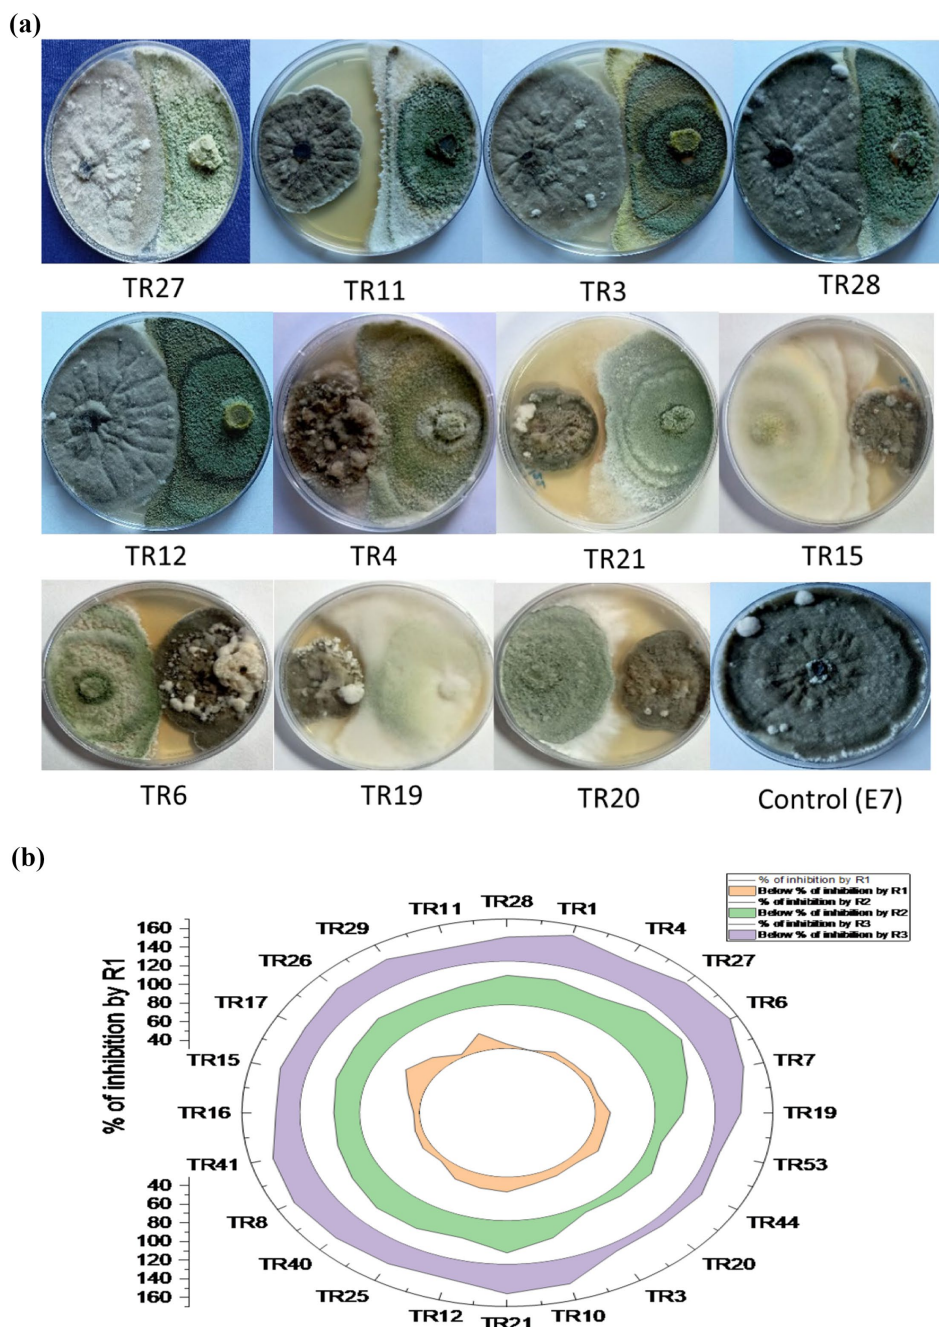 (a)
TR27 TR11 TR3 TR28
TR12 TR4 TR21 TR15
TR6 TR19 TR20 Control (E7)
(b)
% of inhibition by R1
Below % of inhibition by R1
% of inhibition by R2
Below % of inhibition by R2
% of inhibition by R3
Below % of inhibition by R3
% of inhibition by R1
160
140
120
100
80
60
40
40
60
80
100
120
140
160
TR28
TR1
TR4
TR27
TR6
TR7
TR19
TR53
TR44
TR20
TR3
TR10
TR21
TR12
TR25
TR40
TR8
TR41
TR16
TR15
TR17
TR26
TR29
TR11